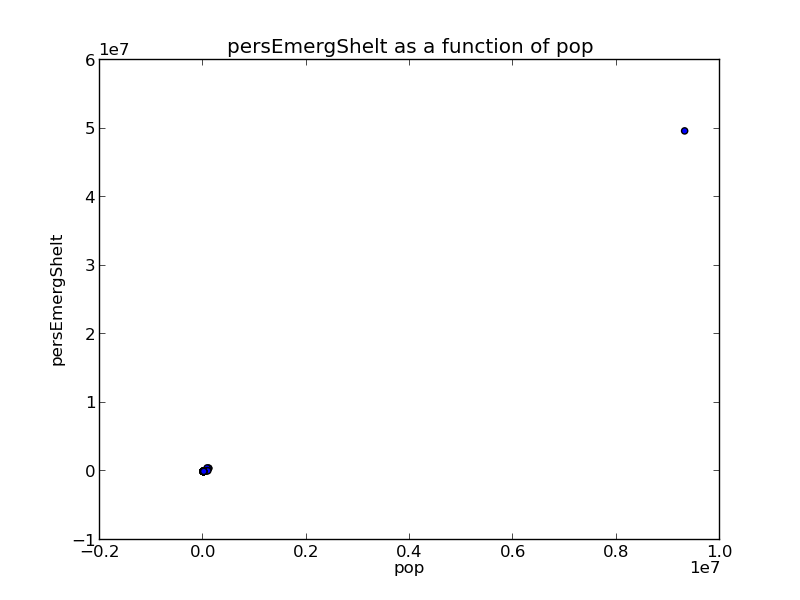 persEmergShelt as a function of pop
1e7
6
5
4
3
2
1
0
−1
persEmergShelt
−0.2 0.0 0.2 0.4 0.6 0.8 1.0
pop
1e7